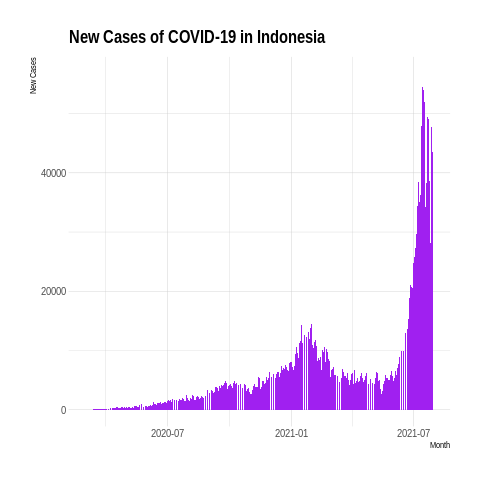 New Cases of COVID-19 in Indonesia
New Cases
40000
20000
0
2020-07
2021-01
2021-07
Month